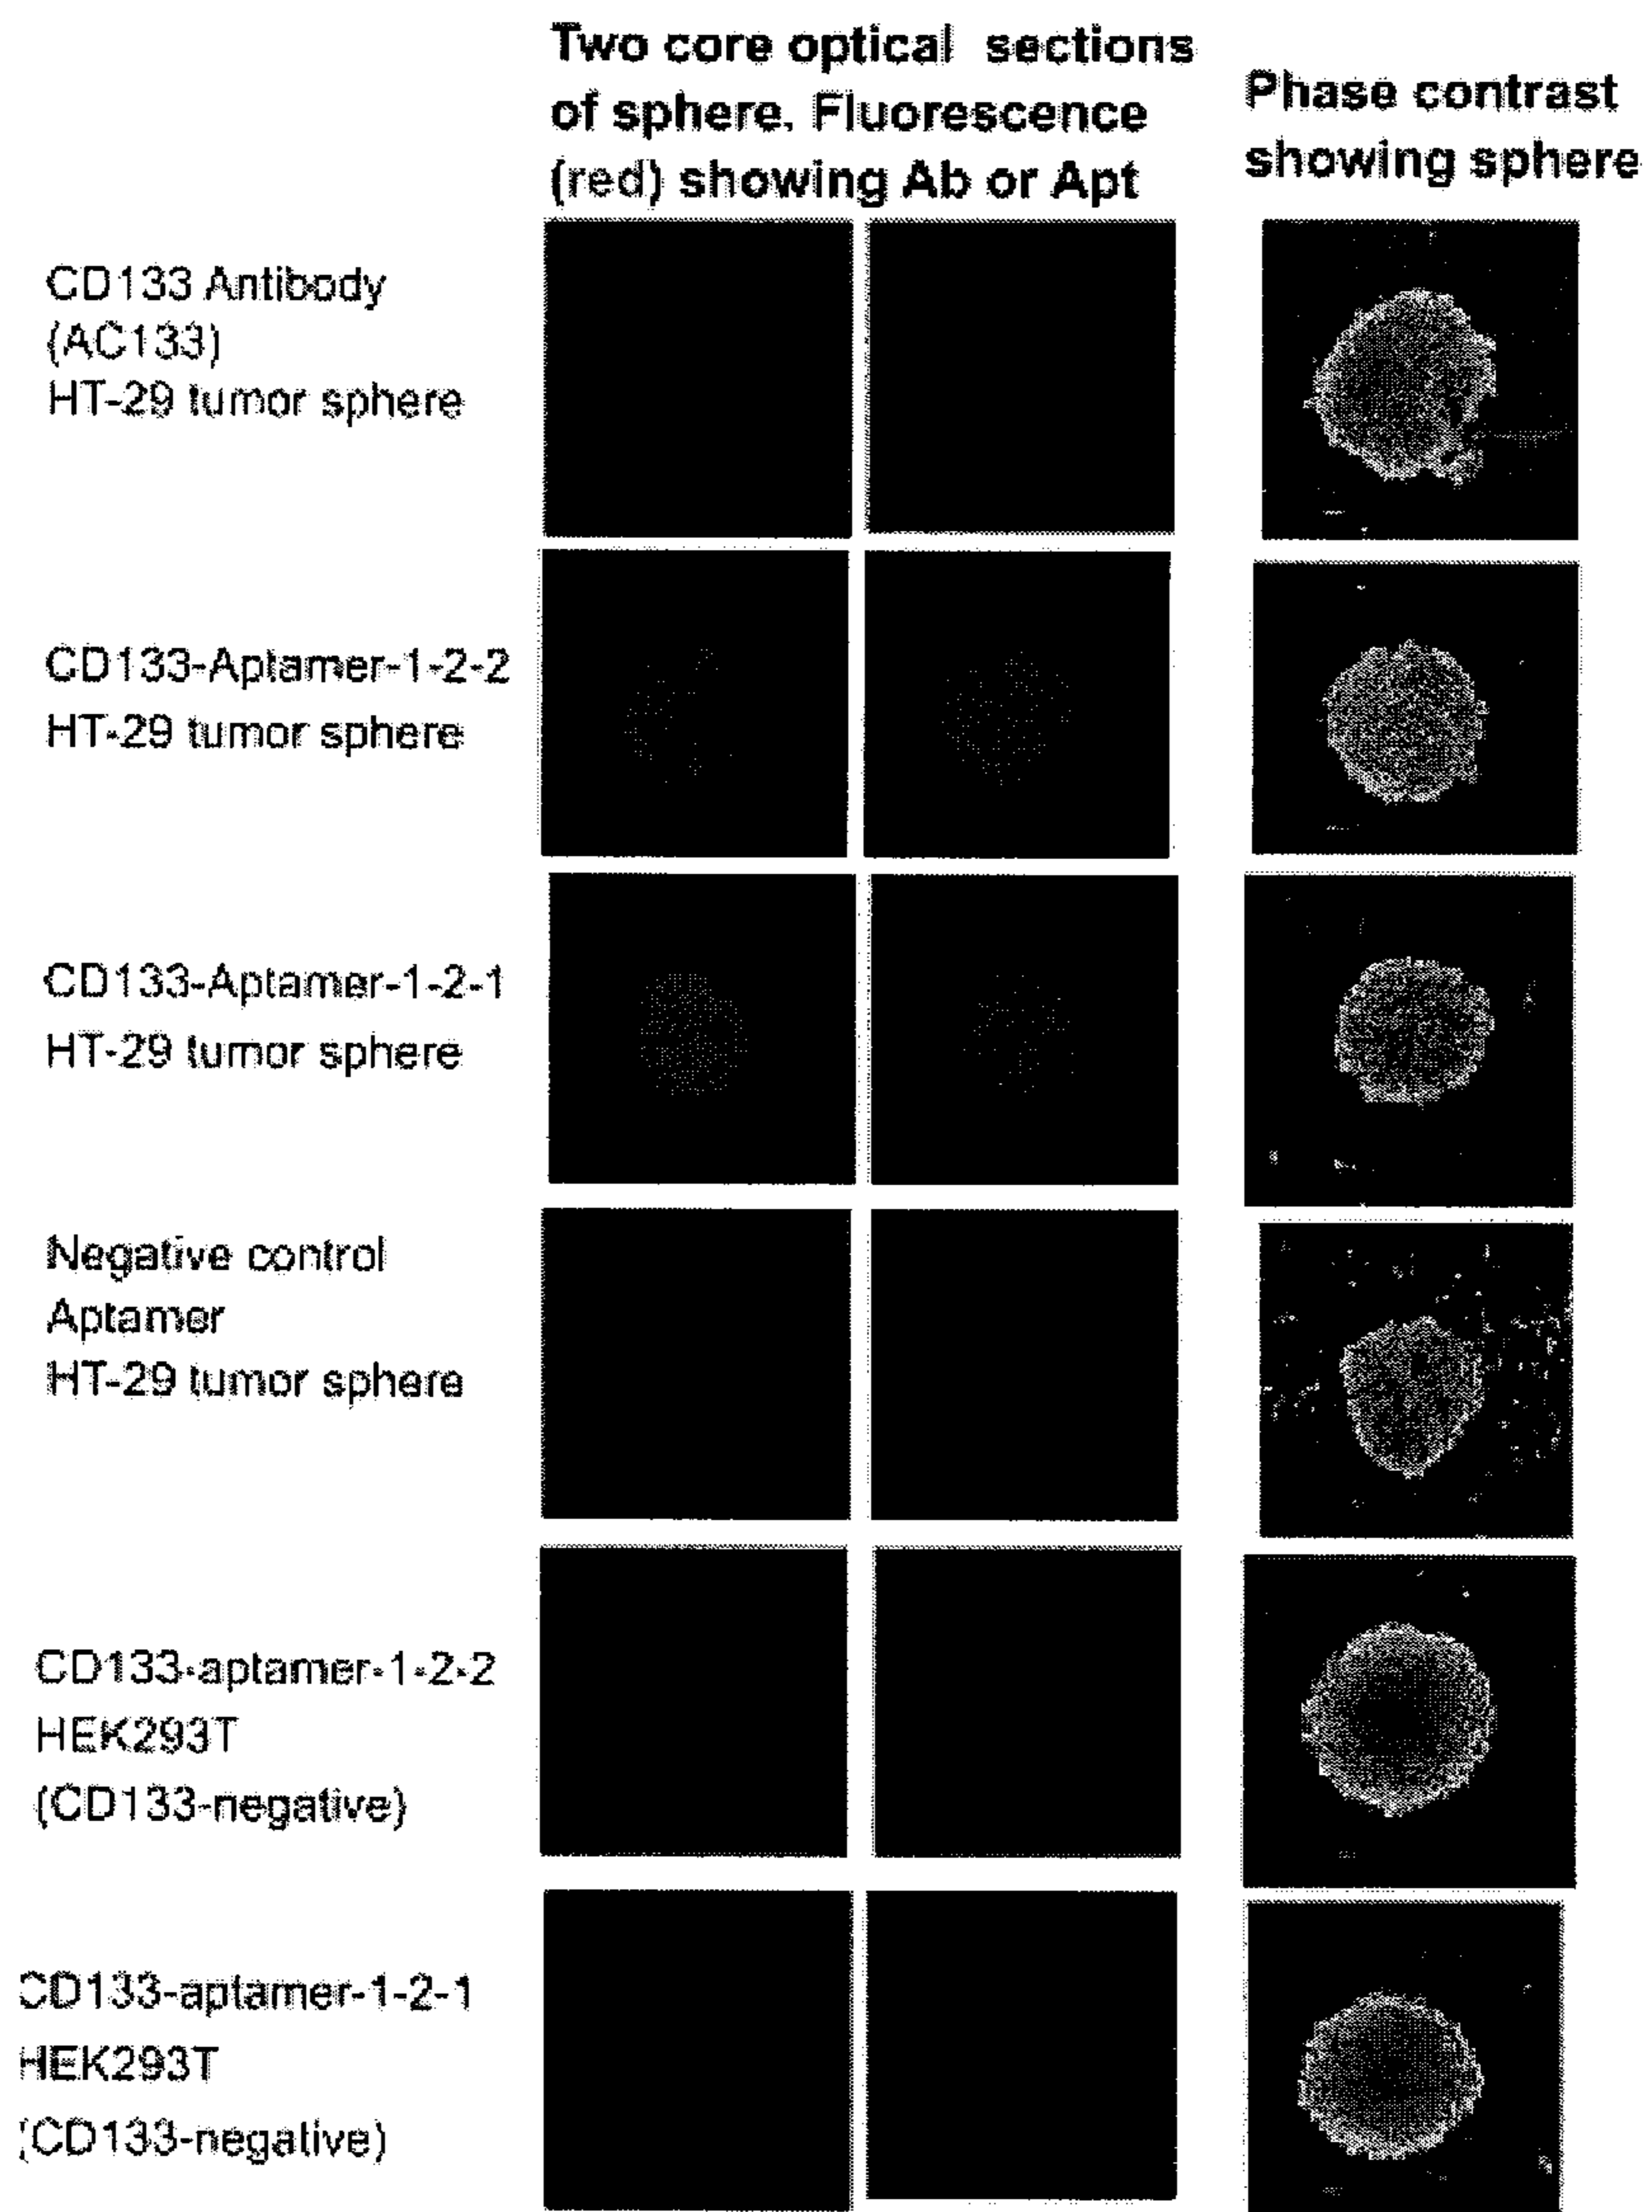 Two core optical sections
of sphere. Fluorescence
(red) showing Ab or Apt
Phase contrast
showing sphere
CD133 Antibody
(AC133)
HT-29 tumor sphere
CD133-Aptamer-1-2-2
HT-29 tumor sphere
CD133-Aptamer-1-2-1
HT-29 tumor sphere
Negative control
Aptamer
HT-29 tumor sphere
CD133-aptamer-1-2-2
HEK293T
(CD133-negative)
CD133-aptamer-1-2-1
HEK293T
(CD133-negative)